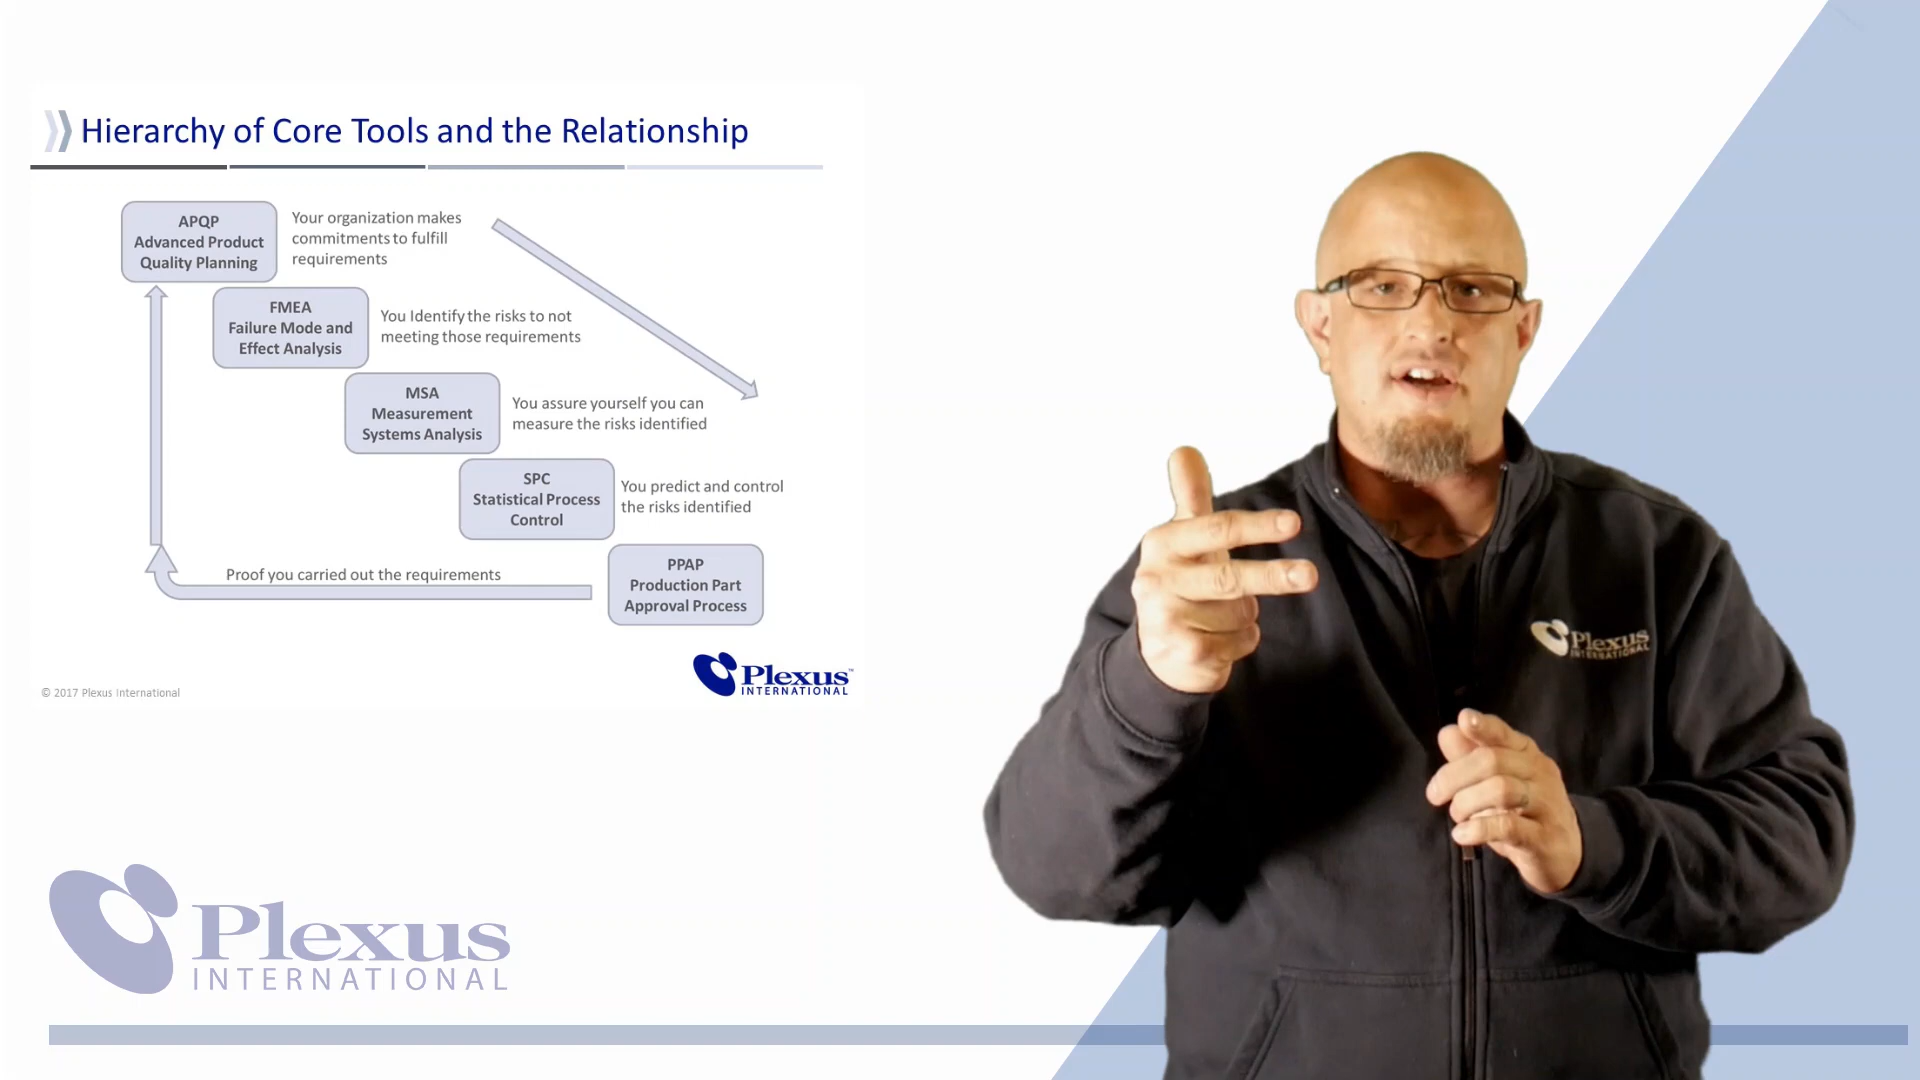 Hierarchy of Core Tools and the Relationship
APQP
Advanced Product
Quality Planning
Your organization makes
commitments to fulfill
requirements
FMEA
Failure Mode and
Effect Analysis
You Identify the risks to not
meeting those requirements
MSA
Measurement
Systems Analysis
You assure yourself you can
measure the risks identified
SPC
Statistical Process
Control
You predict and control
the risks identified
Proof you carried out the requirements
PPAP
Production Part
Approval Process
Plexus™
INTERNATIONAL
© 2017 Plexus International
Plexus
INTERNATIONAL
Plexus
INTERNATIONAL